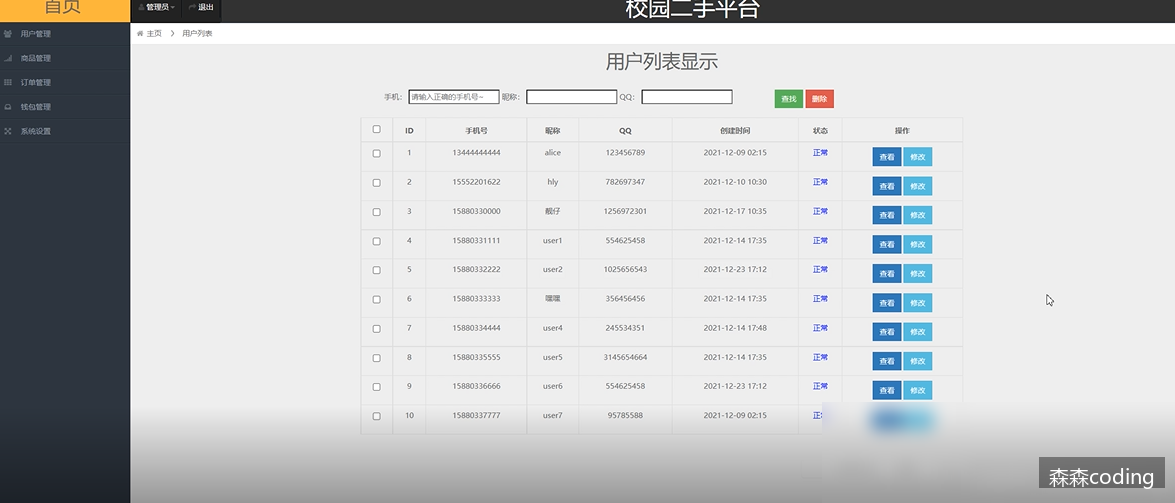 首页 管理员 退出 校园二手平台
用户管理
商品管理
订单管理
钱包管理
系统设置
主页 > 用户列表
用户列表显示
手机: 请输入正确的手机号~ 昵称: QQ: 查找 删除
ID 手机号 昵称 QQ 创建时间 状态 操作
1 13444444444 alice 123456789 2021-12-09 02:15 正常 查看 修改
2 15552201622 hly 782697347 2021-12-10 10:30 正常 查看 修改
3 15880330000 靓仔 1256972301 2021-12-17 10:35 正常 查看 修改
4 15880331111 user1 554625458 2021-12-14 17:35 正常 查看 修改
5 15880332222 user2 1025656543 2021-12-23 17:12 正常 查看 修改
6 15880333333 嘿嘿 356456456 2021-12-14 17:35 正常 查看 修改
7 15880334444 user4 245534351 2021-12-14 17:48 正常 查看 修改
8 15880335555 user5 3145654664 2021-12-14 17:35 正常 查看 修改
9 15880336666 user6 554625458 2021-12-23 17:12 正常 查看 修改
10 15880337777 user7 95785588 2021-12-09 02:15 正
森森coding